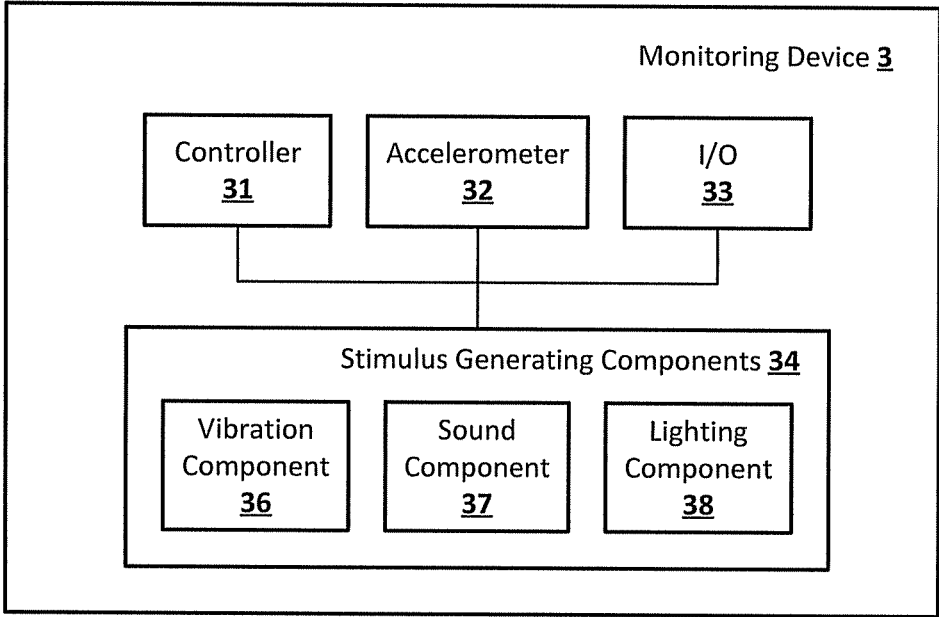 Monitoring Device 3
Controller
31
Accelerometer
32
I/O
33
Stimulus Generating Components 34
Vibration
Component
36
Sound
Component
37
Lighting
Component
38